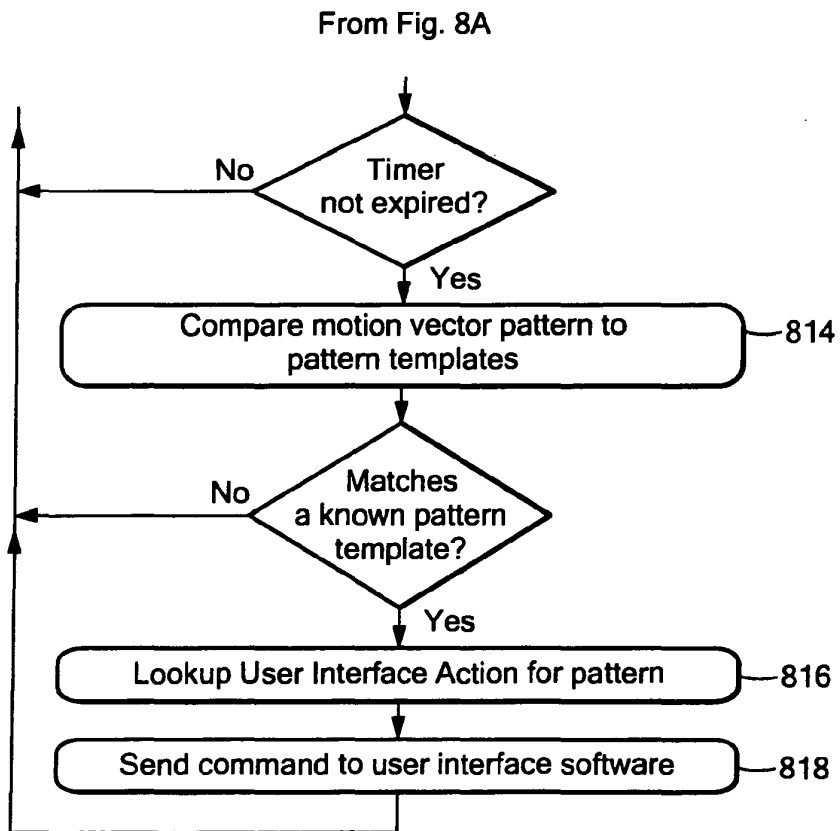 From Fig. 8A
Timer
not expired?
No
Yes
Compare motion vector pattern to
pattern templates
814
Matches
a known pattern
template?
No
Yes
Lookup User Interface Action for pattern
816
Send command to user interface software
818